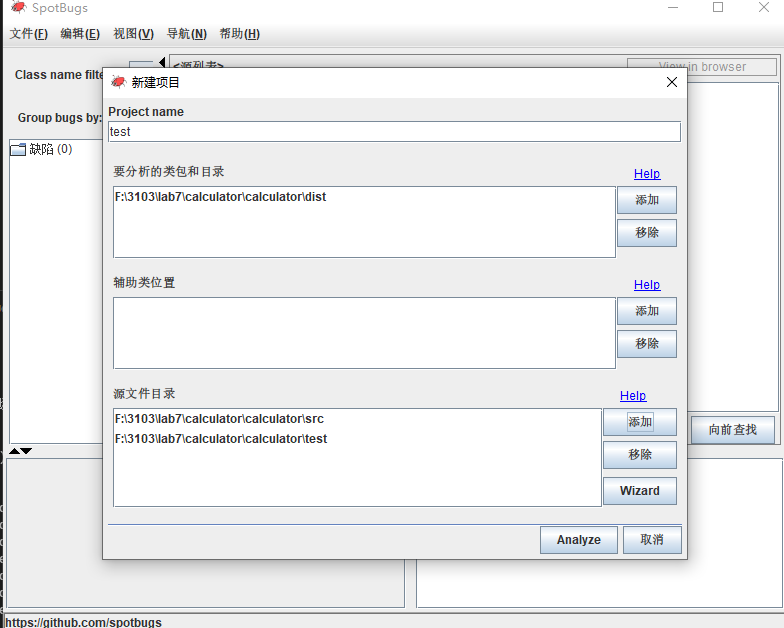 SpotBugs
文件(F) 编辑(E) 视图(V) 导航(N) 帮助(H)
<源列表>
View in browser
Class name filte
Group bugs by:
缺陷 (0)
新建项目
Project name
test
要分析的类包和目录
Help
F:\3103\lab7\calculator\calculator\dist
添加
移除
辅助类位置
Help
添加
移除
源文件目录
Help
F:\3103\lab7\calculator\calculator\src
F:\3103\lab7\calculator\calculator\test
添加
移除
Wizard
Analyze
取消
向前查找
https://github.com/spotbugs